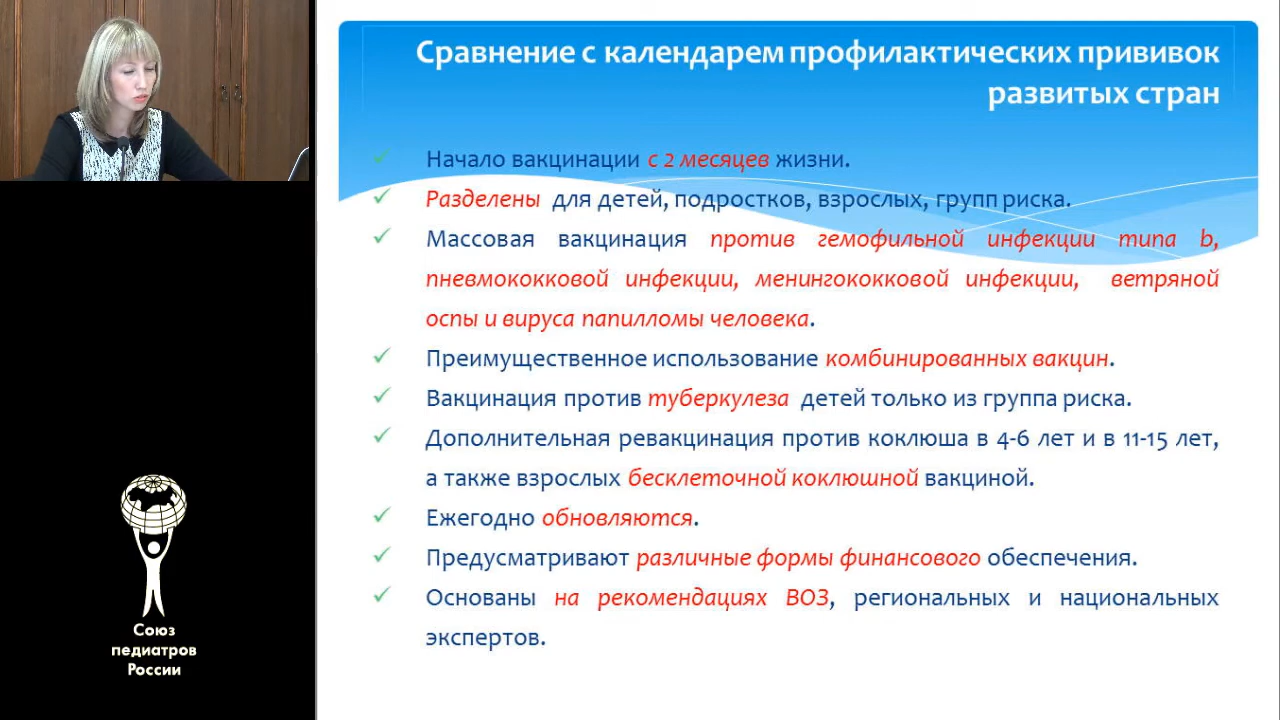 Сравнение с календарем профилактических прививок
развитых стран
Начало вакцинации с 2 месяцев жизни.
Разделены для детей, подростков, взрослых, групп риска.
Массовая вакцинация против гемофильной инфекции типа b,
пневмококковой инфекции, менингококковой инфекции, ветряной
оспы и вируса папилломы человека.
Преимущественное использование комбинированных вакцин.
Вакцинация против туберкулеза детей только из группа риска.
Дополнительная ревакцинация против коклюша в 4-6 лет и в 11-15 лет,
а также взрослых бесклеточной коклюшной вакциной.
Ежегодно обновляются.
Предусматривают различные формы финансового обеспечения.
Основаны на рекомендациях ВОЗ, региональных и национальных
экспертов.
Союз
педиатров
России